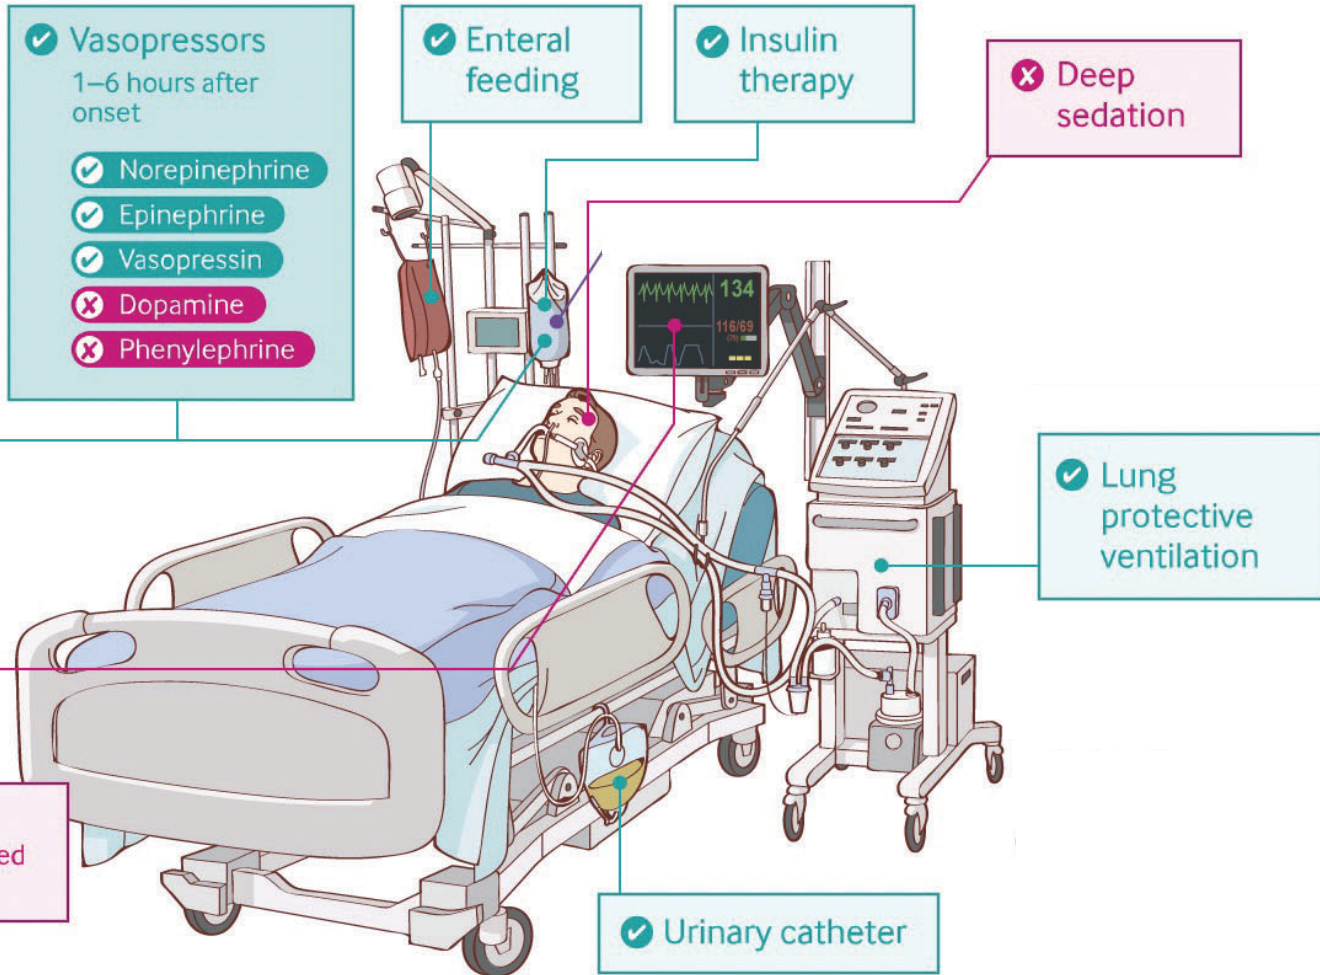 Vasopressors
1–6 hours after
onset
Norepinephrine
Epinephrine
Vasopressin
Dopamine
Phenylephrine
Enteral
feeding
Insulin
therapy
Deep
sedation
134
116/69
Lung
protective
ventilation
ed
Urinary catheter